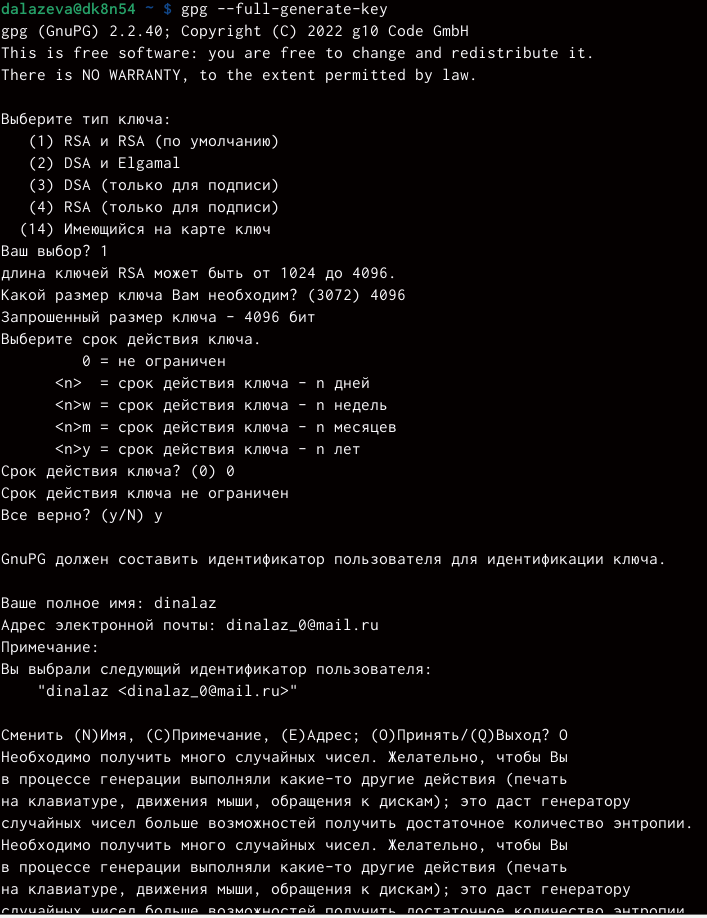 dalazeva@dk8n54 ~ $ gpg --full-generate-key
gpg (GnuPG) 2.2.40; Copyright (C) 2022 g10 Code GmbH
This is free software: you are free to change and redistribute it.
There is NO WARRANTY, to the extent permitted by law.

Выберите тип ключа:
   (1) RSA и RSA (по умолчанию)
   (2) DSA и Elgamal
   (3) DSA (только для подписи)
   (4) RSA (только для подписи)
  (14) Имеющийся на карте ключ
Ваш выбор? 1
длина ключей RSA может быть от 1024 до 4096.
Какой размер ключа Вам необходим? (3072) 4096
Запрошенный размер ключа - 4096 бит
Выберите срок действия ключа.
         0 = не ограничен
      <n>  = срок действия ключа - n дней
      <n>w = срок действия ключа - n недель
      <n>m = срок действия ключа - n месяцев
      <n>y = срок действия ключа - n лет
Срок действия ключа? (0) 0
Срок действия ключа не ограничен
Все верно? (y/N) y

GnuPG должен составить идентификатор пользователя для идентификации ключа.

Ваше полное имя: dinalaz
Адрес электронной почты: dinalaz_0@mail.ru
Примечание:
Вы выбрали следующий идентификатор пользователя:
    "dinalaz <dinalaz_0@mail.ru>"

Сменить (N)Имя, (C)Примечание, (E)Адрес; (O)Принять/(Q)Выход? O
Необходимо получить много случайных чисел. Желательно, чтобы Вы
в процессе генерации выполняли какие-то другие действия (печать
на клавиатуре, движения мыши, обращения к дискам); это даст генератору
случайных чисел больше возможностей получить достаточное количество энтропии.
Необходимо получить много случайных чисел. Желательно, чтобы Вы
в процессе генерации выполняли какие-то другие действия (печать
на клавиатуре, движения мыши, обращения к дискам); это даст генератору
случайных чисел больше возможностей получить достаточное количество энтропии.